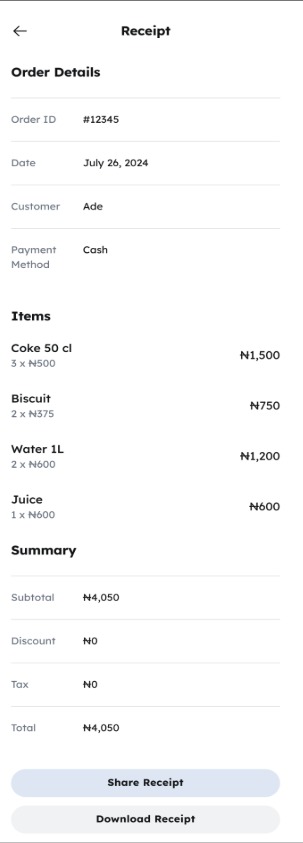 Receipt
Order Details
Order ID #12345
Date July 26, 2024
Customer Ade
Payment Cash
Method
Items
Coke 50 cl ₦1,500
3 x ₦500
Biscuit ₦750
2 x ₦375
Water 1L ₦1,200
2 x ₦600
Juice ₦600
1 x ₦600
Summary
Subtotal ₦4,050
Discount ₦0
Tax ₦0
Total ₦4,050
Share Receipt
Download Receipt